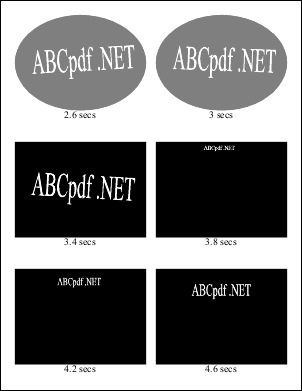 ABCpdf .NET ABCpdf .NET
2.6 secs 3 secs
ABCpdf .NET ABCpdf .NET
3.4 secs 3.8 secs
ABCpdf .NET ABCpdf .NET
4.2 secs 4.6 secs